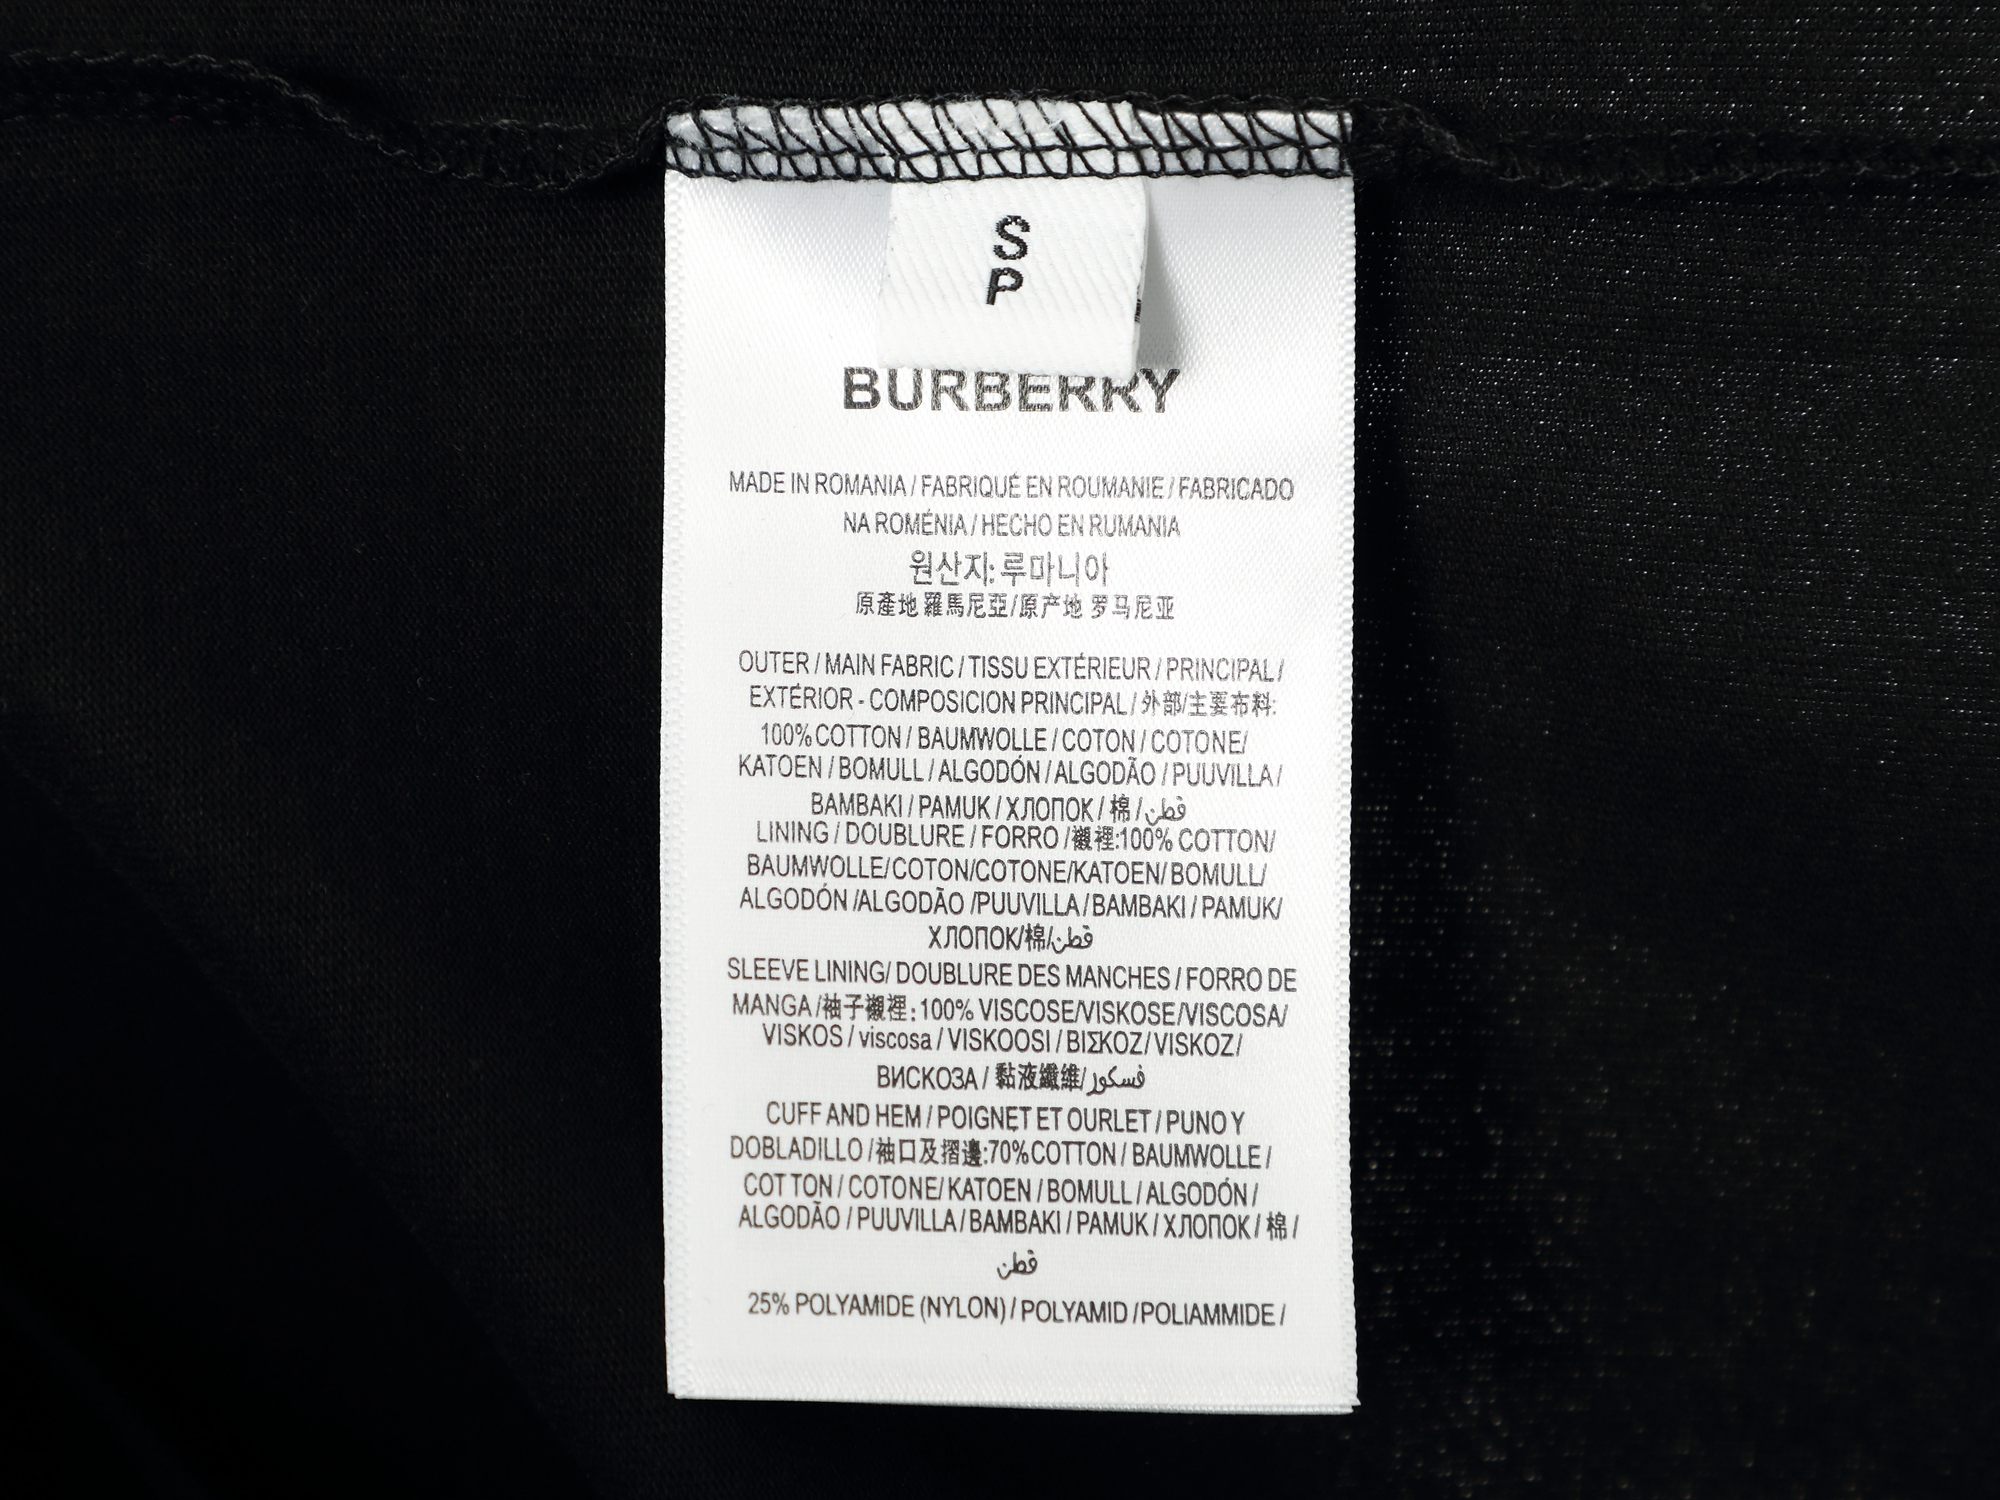 S
P
BURBERRY
MADE IN ROMANIA / FABRIQUÉ EN ROUMANIE / FABRICADO
NA ROMÉNIA / HECHO EN RUMANIA
원산지: 루마니아
原產地 羅馬尼亞/原产地 罗马尼亚
OUTER / MAIN FABRIC / TISSU EXTÉRIEUR / PRINCIPAL /
EXTÉRIOR - COMPOSICION PRINCIPAL / 外部/主要布料:
100% COTTON / BAUMWOLLE / COTON / COTONE/
KATOEN / BOMULL / ALGODÓN / ALGODÃO / PUUVILLA /
BAMBAKI / PAMUK / ХЛОПОК / 棉 / قطن
LINING / DOUBLURE / FORRO /襯裡:100% COTTON/
BAUMWOLLE/COTON/COTONE/KATOEN/ BOMULL/
ALGODÓN /ALGODÃO /PUUVILLA / BAMBAKI / PAMUK/
ХЛОПОК/棉/قطن
SLEEVE LINING/ DOUBLURE DES MANCHES / FORRO DE
MANGA /袖子襯裡: 100% VISCOSE/VISKOSE/VISCOSA/
VISKOS / viscosa / VISKOOSI / ΒΙΣΚΟΖ/ VISKOZ /
ВИСКОЗА / 黏液纖維/ فسكوز
CUFF AND HEM / POIGNET ET OURLET / PUNO Y
DOBLADILLO /袖口及摺邊:70%COTTON / BAUMWOLLE /
COT TON / COTONE/ KATOEN / BOMULL / ALGODÓN /
ALGODÃO / PUUVILLA / BAMBAKI / PAMUK / ХЛОПОК / 棉 /
قطن
25% POLYAMIDE (NYLON) / POLYAMID /POLIAMMIDE /